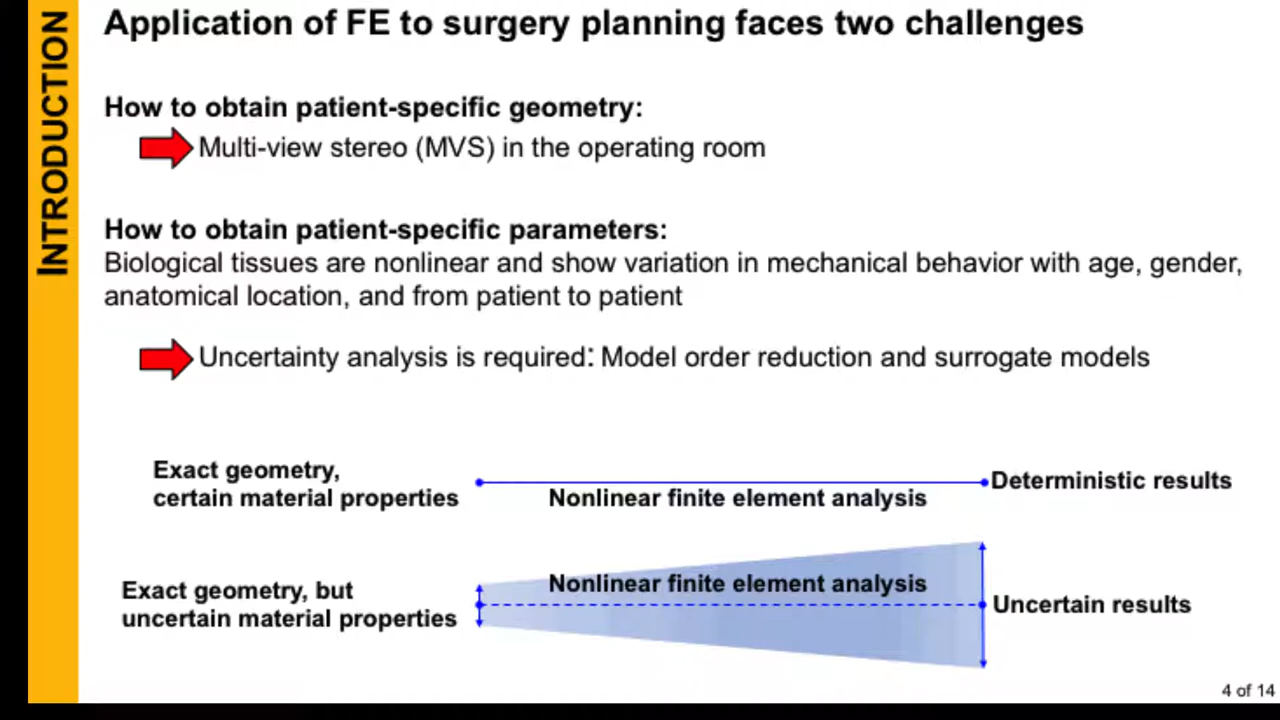 INTRODUCTION
Application of FE to surgery planning faces two challenges
How to obtain patient-specific geometry:
Multi-view stereo (MVS) in the operating room
How to obtain patient-specific parameters:
Biological tissues are nonlinear and show variation in mechanical behavior with age, gender,
anatomical location, and from patient to patient
Uncertainty analysis is required: Model order reduction and surrogate models
Exact geometry,
certain material properties
Nonlinear finite element analysis
Deterministic results
Exact geometry, but
uncertain material properties
Nonlinear finite element analysis
Uncertain results
4 of 14